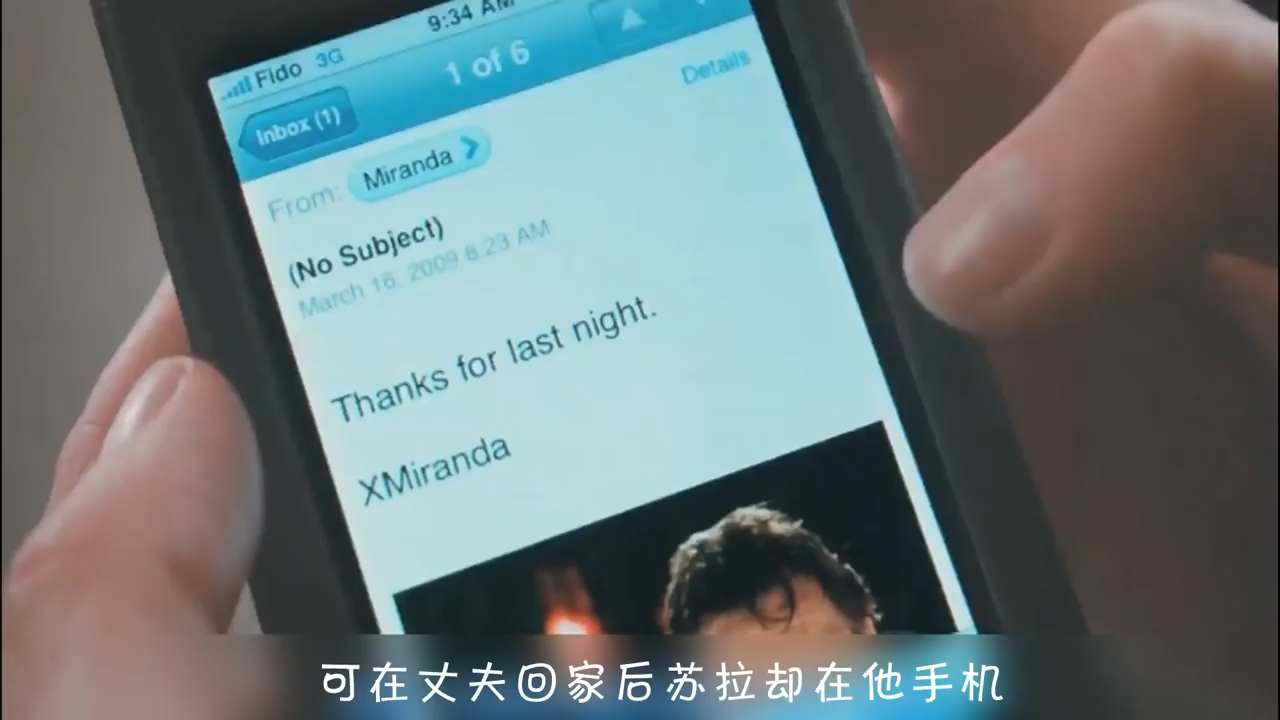 Fido 3G 9:34 AM
Inbox (1) 1 of 6
Details
From: Miranda
(No Subject)
March 16, 2009 8:23 AM
Thanks for last night.
XMiranda
可在丈夫回家后苏拉却在他手机